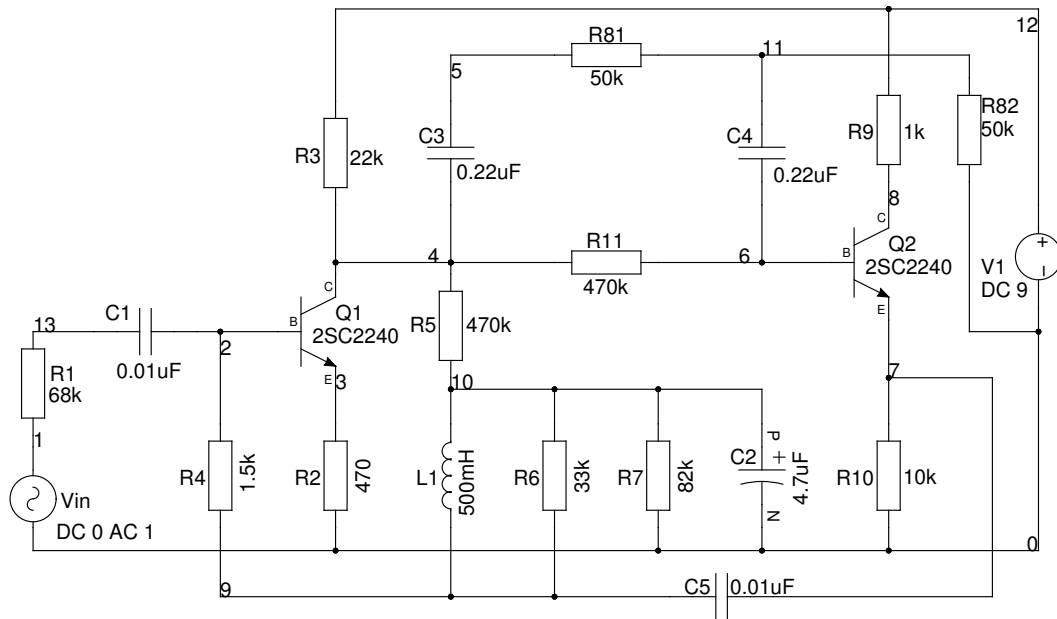 12
R81
50k
11
5
R82
50k
R9
1k
C3
0.22uF
C4
0.22uF
R3
22k
8
C
B
E
Q2
2SC2240
4
R11
470k
6
V1
DC 9
+
−
C
B
E
Q1
2SC2240
R5
470k
13
C1
0.01uF
2
R1
68k
3
10
7
1
Vin
DC 0 AC 1
R4
1.5k
R2
470
L1
500mH
R6
33k
R7
82k
C2
4.7uF
P
+
N
R10
10k
0
9
C5
0.01uF